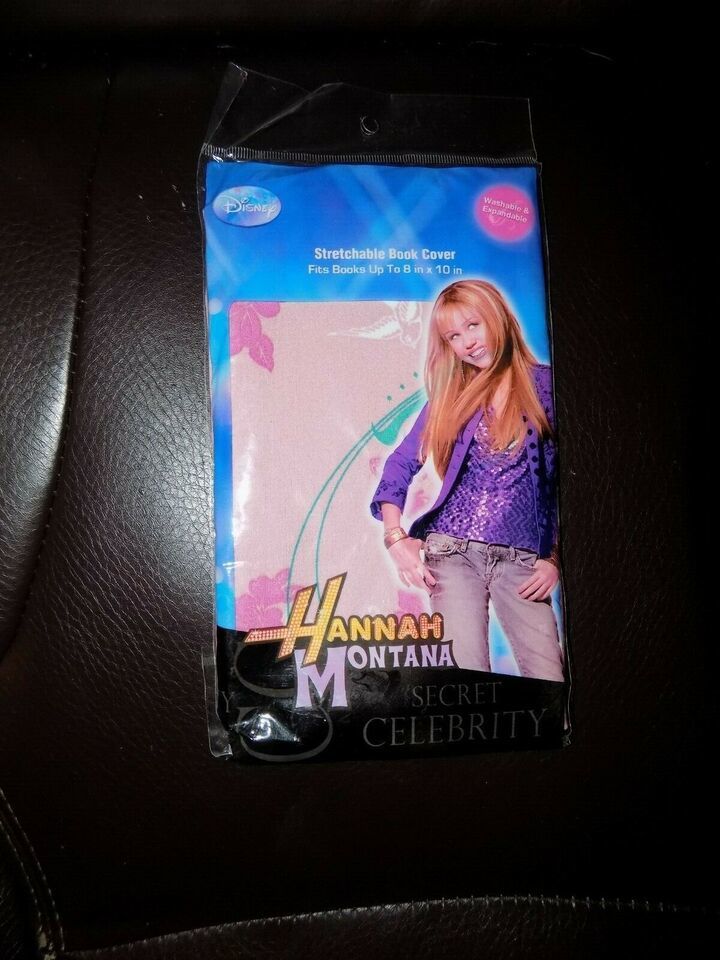 Disney
Washable &
Expandable
Stretchable Book Cover
Fits Books Up To 8 in x 10 in
HANNAH
MONTANA
SECRET
Y
CELEBRITY